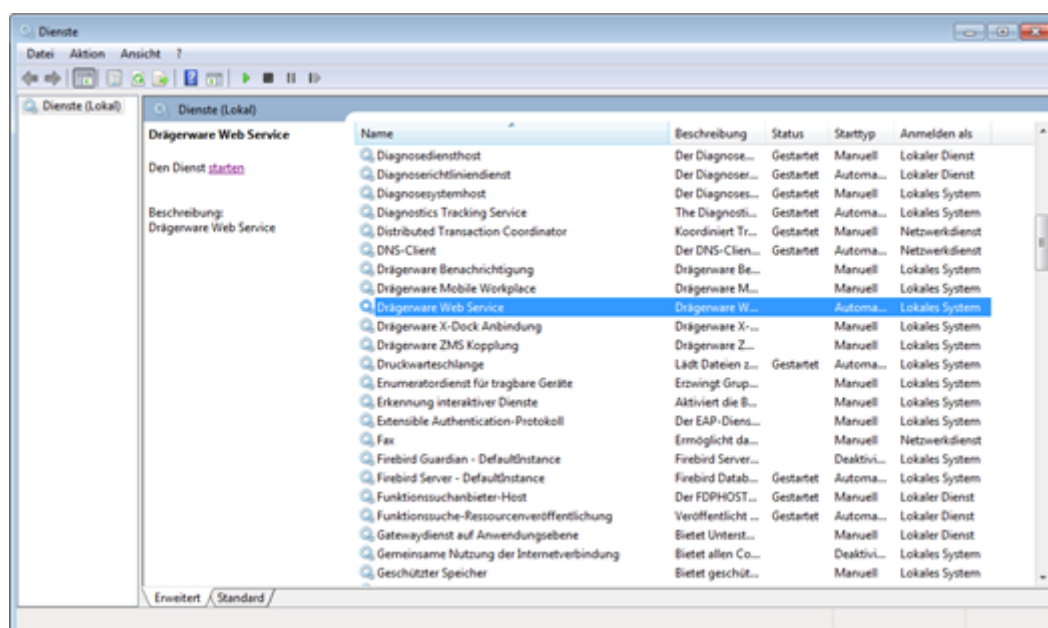 Dienste
Datei Aktion Ansicht ?
Dienste (Lokal)
Dienste (Lokal)
Drägerware Web Service
Den Dienst starten
Beschreibung:
Drägerware Web Service
Name Beschreibung Status Starttyp Anmelden als
Diagnosediensthost Der Diagnose... Gestartet Manuell Lokaler Dienst
Diagnoserichtliniendienst Der Diagnoser... Gestartet Automa... Lokaler Dienst
Diagnosesystemhost Der Diagnoses... Gestartet Manuell Lokales System
Diagnostics Tracking Service The Diagnosti... Gestartet Automa... Lokales System
Distributed Transaction Coordinator Koordiniert Tr... Gestartet Manuell Netzwerkdienst
DNS-Client Der DNS-Clien... Gestartet Automa... Netzwerkdienst
Drägerware Benachrichtigung Drägerware Be... Manuell Lokales System
Drägerware Mobile Workplace Drägerware M... Manuell Lokales System
Drägerware Web Service Drägerware W... Automa... Lokales System
Drägerware X-Dock Anbindung Drägerware X-... Manuell Lokales System
Drägerware ZMS Kopplung Drägerware Z... Manuell Lokales System
Druckwarteschlange Lädt Dateien z... Gestartet Automa... Lokales System
Enumeratordienst für tragbare Geräte Erzwingt Grup... Manuell Lokales System
Erkennung interaktiver Dienste Aktiviert die B... Manuell Lokales System
Extensible Authentication-Protokoll Der EAP-Diens... Manuell Lokales System
Fax Ermöglicht da... Manuell Netzwerkdienst
Firebird Guardian - DefaultInstance Firebird Server... Deaktivi... Lokales System
Firebird Server - DefaultInstance Firebird Datab... Gestartet Automa... Lokales System
Funktionssuchanbieter-Host Der FDPHOST... Gestartet Manuell Lokaler Dienst
Funktionssuche-Ressourcenveröffentlichung Veröffentlicht ... Gestartet Automa... Lokaler Dienst
Gatewaydienst auf Anwendungsebene Bietet Unterst... Manuell Lokaler Dienst
Gemeinsame Nutzung der Internetverbindung Bietet allen Co... Deaktivi... Lokales System
Geschützter Speicher Bietet geschüt... Manuell Lokales System
Erweitert Standard